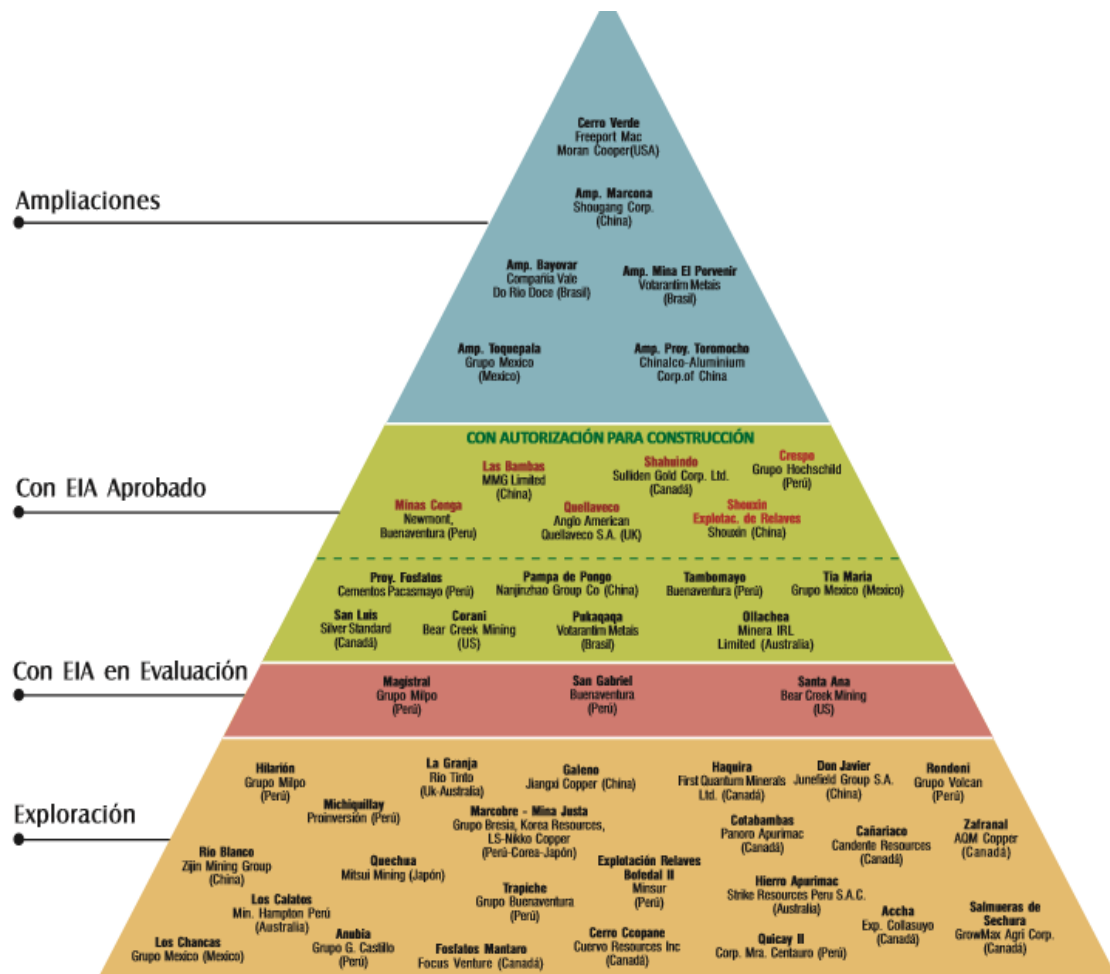 Ampliaciones
Cerro Verde
Freeport Mac
Moran Cooper(USA)
Amp. Marcona
Shougang Corp.
(China)
Amp. Bayovar
Compañia Vale
Do Rio Doce (Brasil)
Amp. Mina El Porvenir
Votarantim Metais
(Brasil)
Amp. Toquepala
Grupo Mexico
(Mexico)
Amp. Proy. Toromocho
Chinalco-Aluminium
Corp.of China
Con EIA Aprobado
CON AUTORIZACIÓN PARA CONSTRUCCIÓN
Las Bambas
MMG Limited
(China)
Shahuindo
Sulliden Gold Corp. Ltd.
(Canadá)
Crespo
Grupo Hochschild
(Perú)
Minas Conga
Newmont,
Buenaventura (Peru)
Quellaveco
Anglo American
Quellaveco S.A. (UK)
Shouxin
Explotac. de Relaves
Shouxin (China)
Proy. Fosfatos
Cementos Pacasmayo (Perú)
Pampa de Pongo
Nanjinzhao Group Co (China)
Tambomayo
Buenaventura (Perú)
Tia Maria
Grupo Mexico (Mexico)
San Luis
Silver Standard
(Canadá)
Corani
Bear Creek Mining
(US)
Pukaqaqa
Votarantim Metais
(Brasil)
Ollachea
Minera IRL
Limited (Australia)
Con EIA en Evaluación
Magistral
Grupo Milpo
(Perú)
San Gabriel
Buenaventura
(Perú)
Santa Ana
Bear Creek Mining
(US)
Exploración
Hilarión
Grupo Milpo
(Perú)
La Granja
Rio Tinto
(Uk-Australia)
Galeno
Jiangxi Copper (China)
Haquira
First Quantum Minerals
Ltd. (Canadá)
Don Javier
Junefield Group S.A.
(China)
Rondoni
Grupo Volcan
(Perú)
Michiquillay
Proinversión (Perú)
Marcobre - Mina Justa
Grupo Bresia, Korea Resources,
LS-Nikko Copper
(Perú-Corea-Japón)
Cotabambas
Panoro Apurimac
(Canadá)
Cañariaco
Candente Resources
(Canadá)
Zafranal
AQM Copper
(Canadá)
Río Blanco
Zijin Mining Group
(China)
Quechua
Mitsui Mining (Japón)
Explotación Relaves
Bofedal II
Minsur
(Perú)
Trapiche
Grupo Buenaventura
(Perú)
Hierro Apurimac
Strike Resources Peru S.A.C.
(Australia)
Los Calatos
Min. Hampton Perú
(Australia)
Accha
Exp. Collasuyo
(Canadá)
Salmueras de
Sechura
GrowMax Agri Corp.
(Canadá)
Los Chancas
Grupo Mexico (Mexico)
Anubia
Grupo G. Castillo
(Perú)
Fosfatos Mantaro
Focus Venture (Canadá)
Cerro Ccopane
Cuervo Resources Inc
(Canadá)
Quicay II
Corp. Mra. Centauro (Perú)